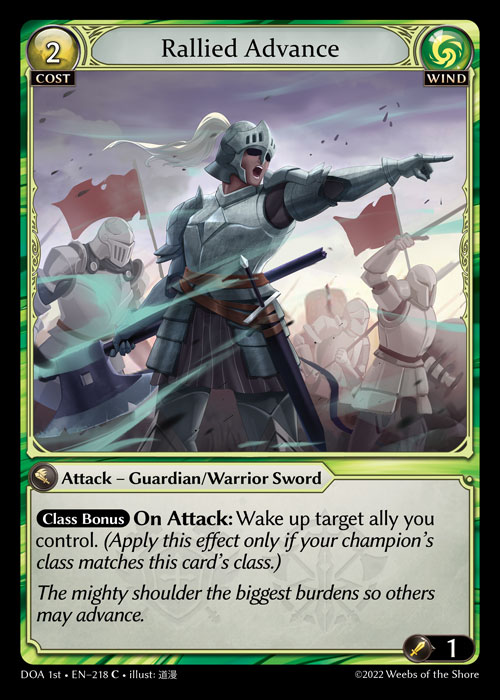 2
Rallied Advance
COST
WIND
Attack – Guardian/Warrior Sword
Class Bonus On Attack: Wake up target ally you
control. (Apply this effect only if your champion's
class matches this card's class.)
The mighty shoulder the biggest burdens so others
may advance.
1
DOA 1st • EN–218 C • illust: 道漫
©2022 Weebs of the Shore